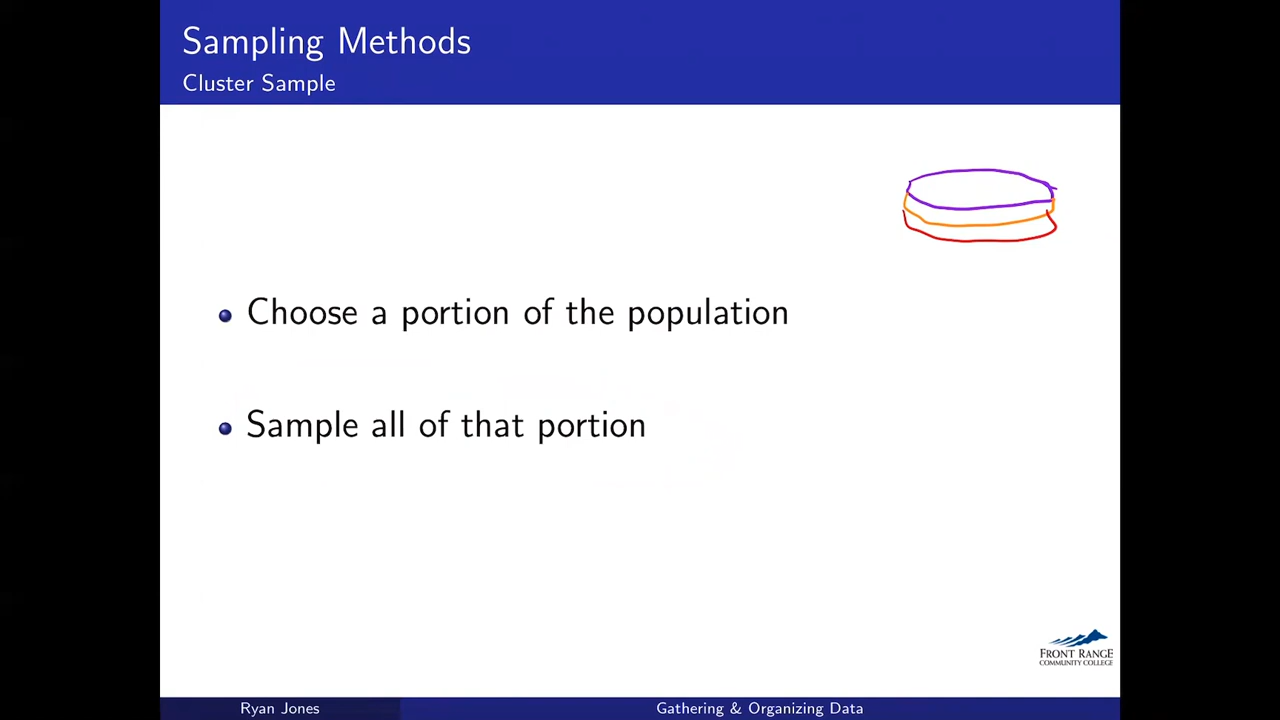 Sampling Methods
Cluster Sample
Choose a portion of the population
Sample all of that portion
FRONT RANGE
COMMUNITY COLLEGE
Ryan Jones
Gathering & Organizing Data